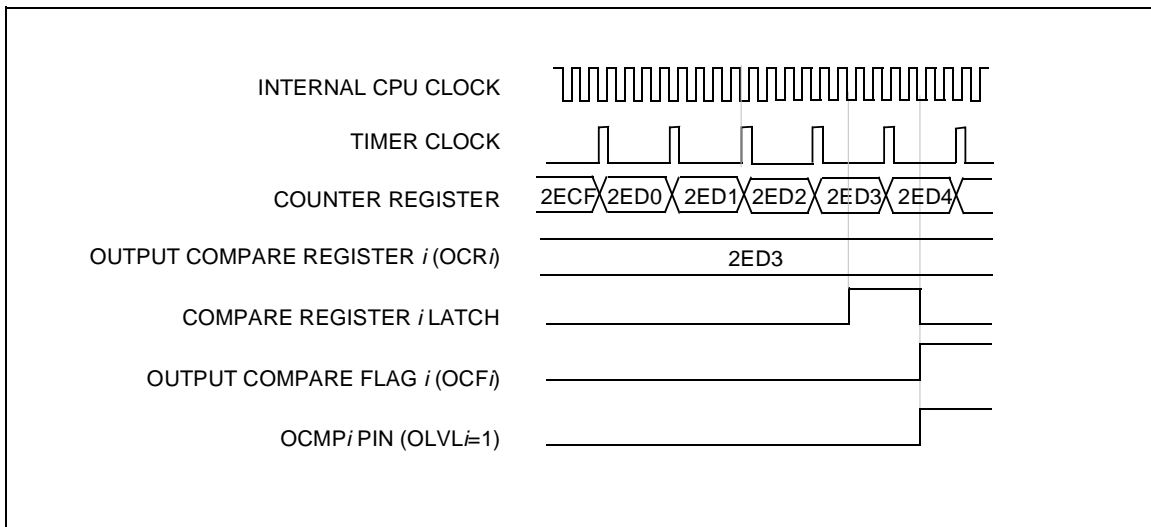 INTERNAL CPU CLOCK
TIMER CLOCK
COUNTER REGISTER 2ECF 2ED0 2ED1 2ED2 2ED3 2ED4
OUTPUT COMPARE REGISTER i (OCRi) 2ED3
COMPARE REGISTER i LATCH
OUTPUT COMPARE FLAG i (OCFi)
OCMPi PIN (OLVLi=1)